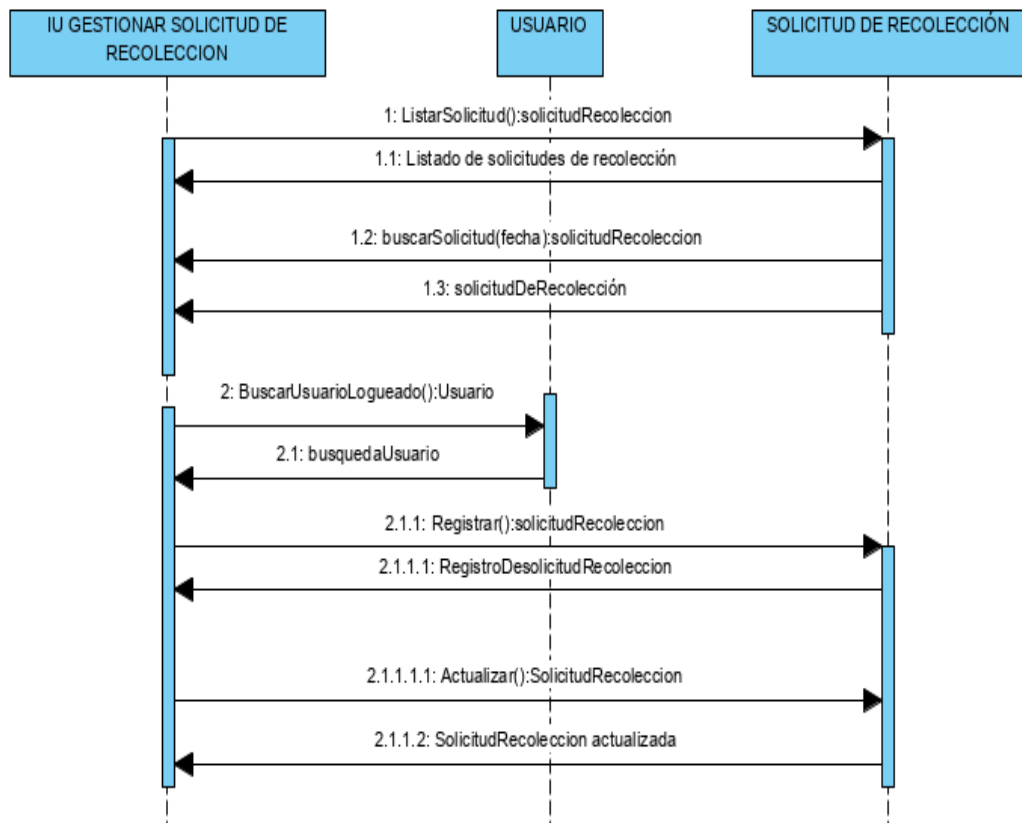 IU GESTIONAR SOLICITUD DE
RECOLECCION
USUARIO
SOLICITUD DE RECOLECCIÓN
1: ListarSolicitud():solicitudRecoleccion
1.1: Listado de solicitudes de recolección
1.2: buscarSolicitud(fecha):solicitudRecoleccion
1.3: solicitudDeRecolección
2: BuscarUsuarioLogueado():Usuario
2.1: busquedaUsuario
2.1.1: Registrar():solicitudRecoleccion
2.1.1.1: RegistroDesolicitudRecoleccion
2.1.1.1.1: Actualizar():SolicitudRecoleccion
2.1.1.2: SolicitudRecoleccion actualizada